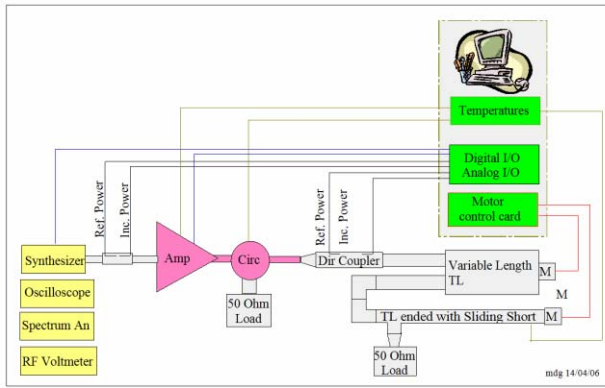 Temperatures
Digital I/O
Analog I/O
Motor
control card
Ref. Power
Inc. Power
Ref. Power
Inc. Power
Synthesizer
Amp
Circ
Dir Coupler
Variable Length
TL
M
Oscilloscope
50 Ohm
Load
M
Spectrum An
TL ended with Sliding Short
M
RF Voltmeter
50 Ohm
Load
mdg 14/04/06